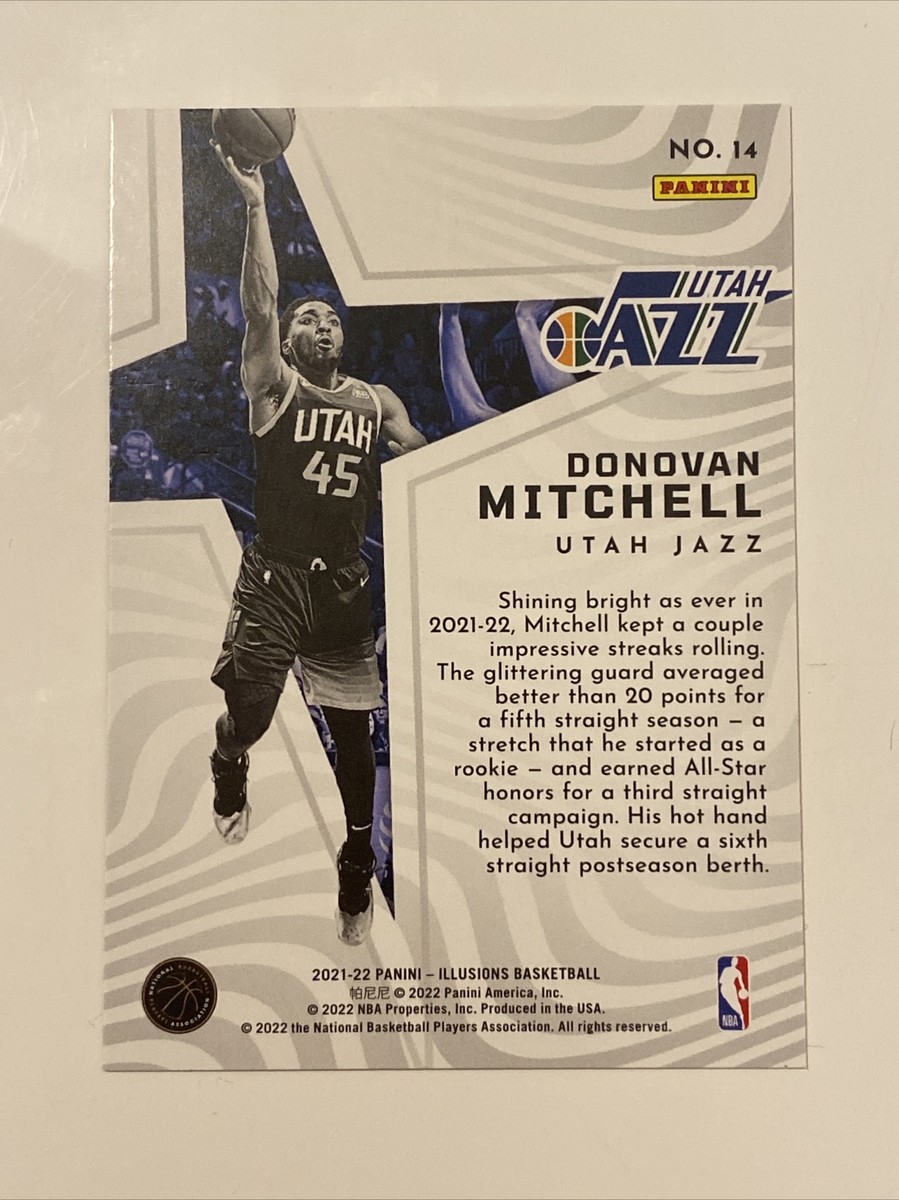 NO. 14
PANINI
UTAH
JAZZ
UTAH
45
DONOVAN
MITCHELL
UTAH JAZZ
Shining bright as ever in
2021-22, Mitchell kept a couple
impressive streaks rolling.
The glittering guard averaged
better than 20 points for
a fifth straight season – a
stretch that he started as a
rookie – and earned All-Star
honors for a third straight
campaign. His hot hand
helped Utah secure a sixth
straight postseason berth.
2021-22 PANINI – ILLUSIONS BASKETBALL
帕尼尼 © 2022 Panini America, Inc.
© 2022 NBA Properties, Inc. Produced in the USA.
© 2022 the National Basketball Players Association. All rights reserved.
NATIONAL BASKETBALL
PLAYERS ASSOCIATION
NBA